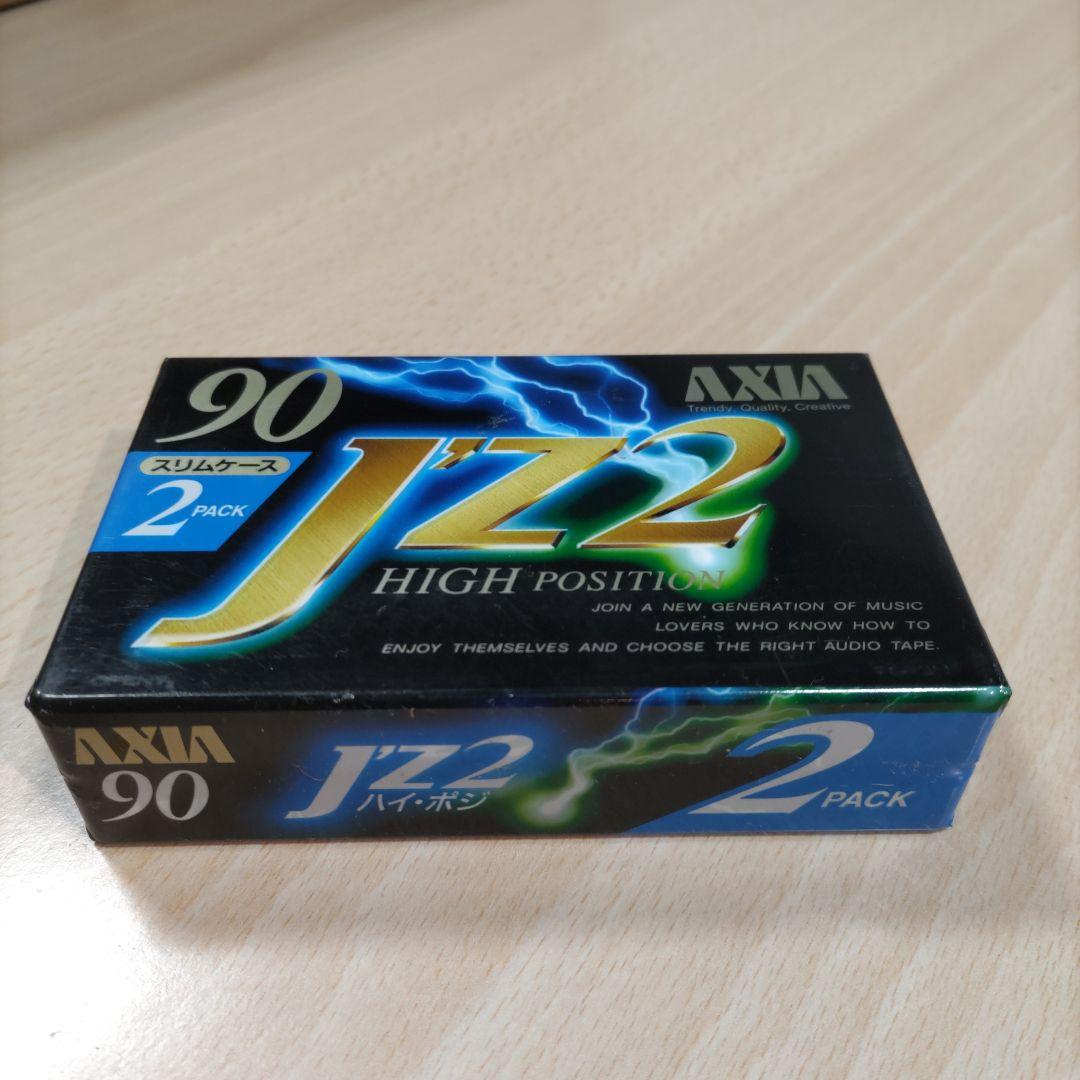 90
AXIA
Trendy, Quality, Creative
スリムケース
2 PACK
J'Z2
HIGH POSITION
JOIN A NEW GENERATION OF MUSIC
LOVERS WHO KNOW HOW TO
ENJOY THEMSELVES AND CHOOSE THE RIGHT AUDIO TAPE.
AXIA
90
J'Z2
ハイ・ポジ
2 PACK